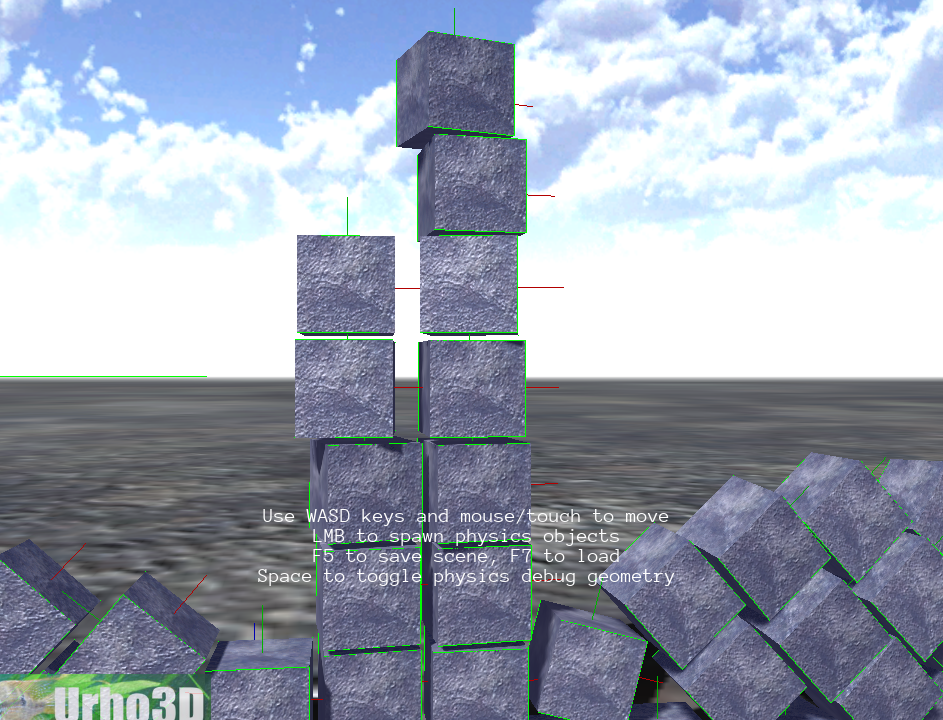 Use WASD keys and mouse/touch to move
LMB to spawn physics objects
F5 to save scene, F7 to load
Space to toggle physics debug geometry
Urho3D